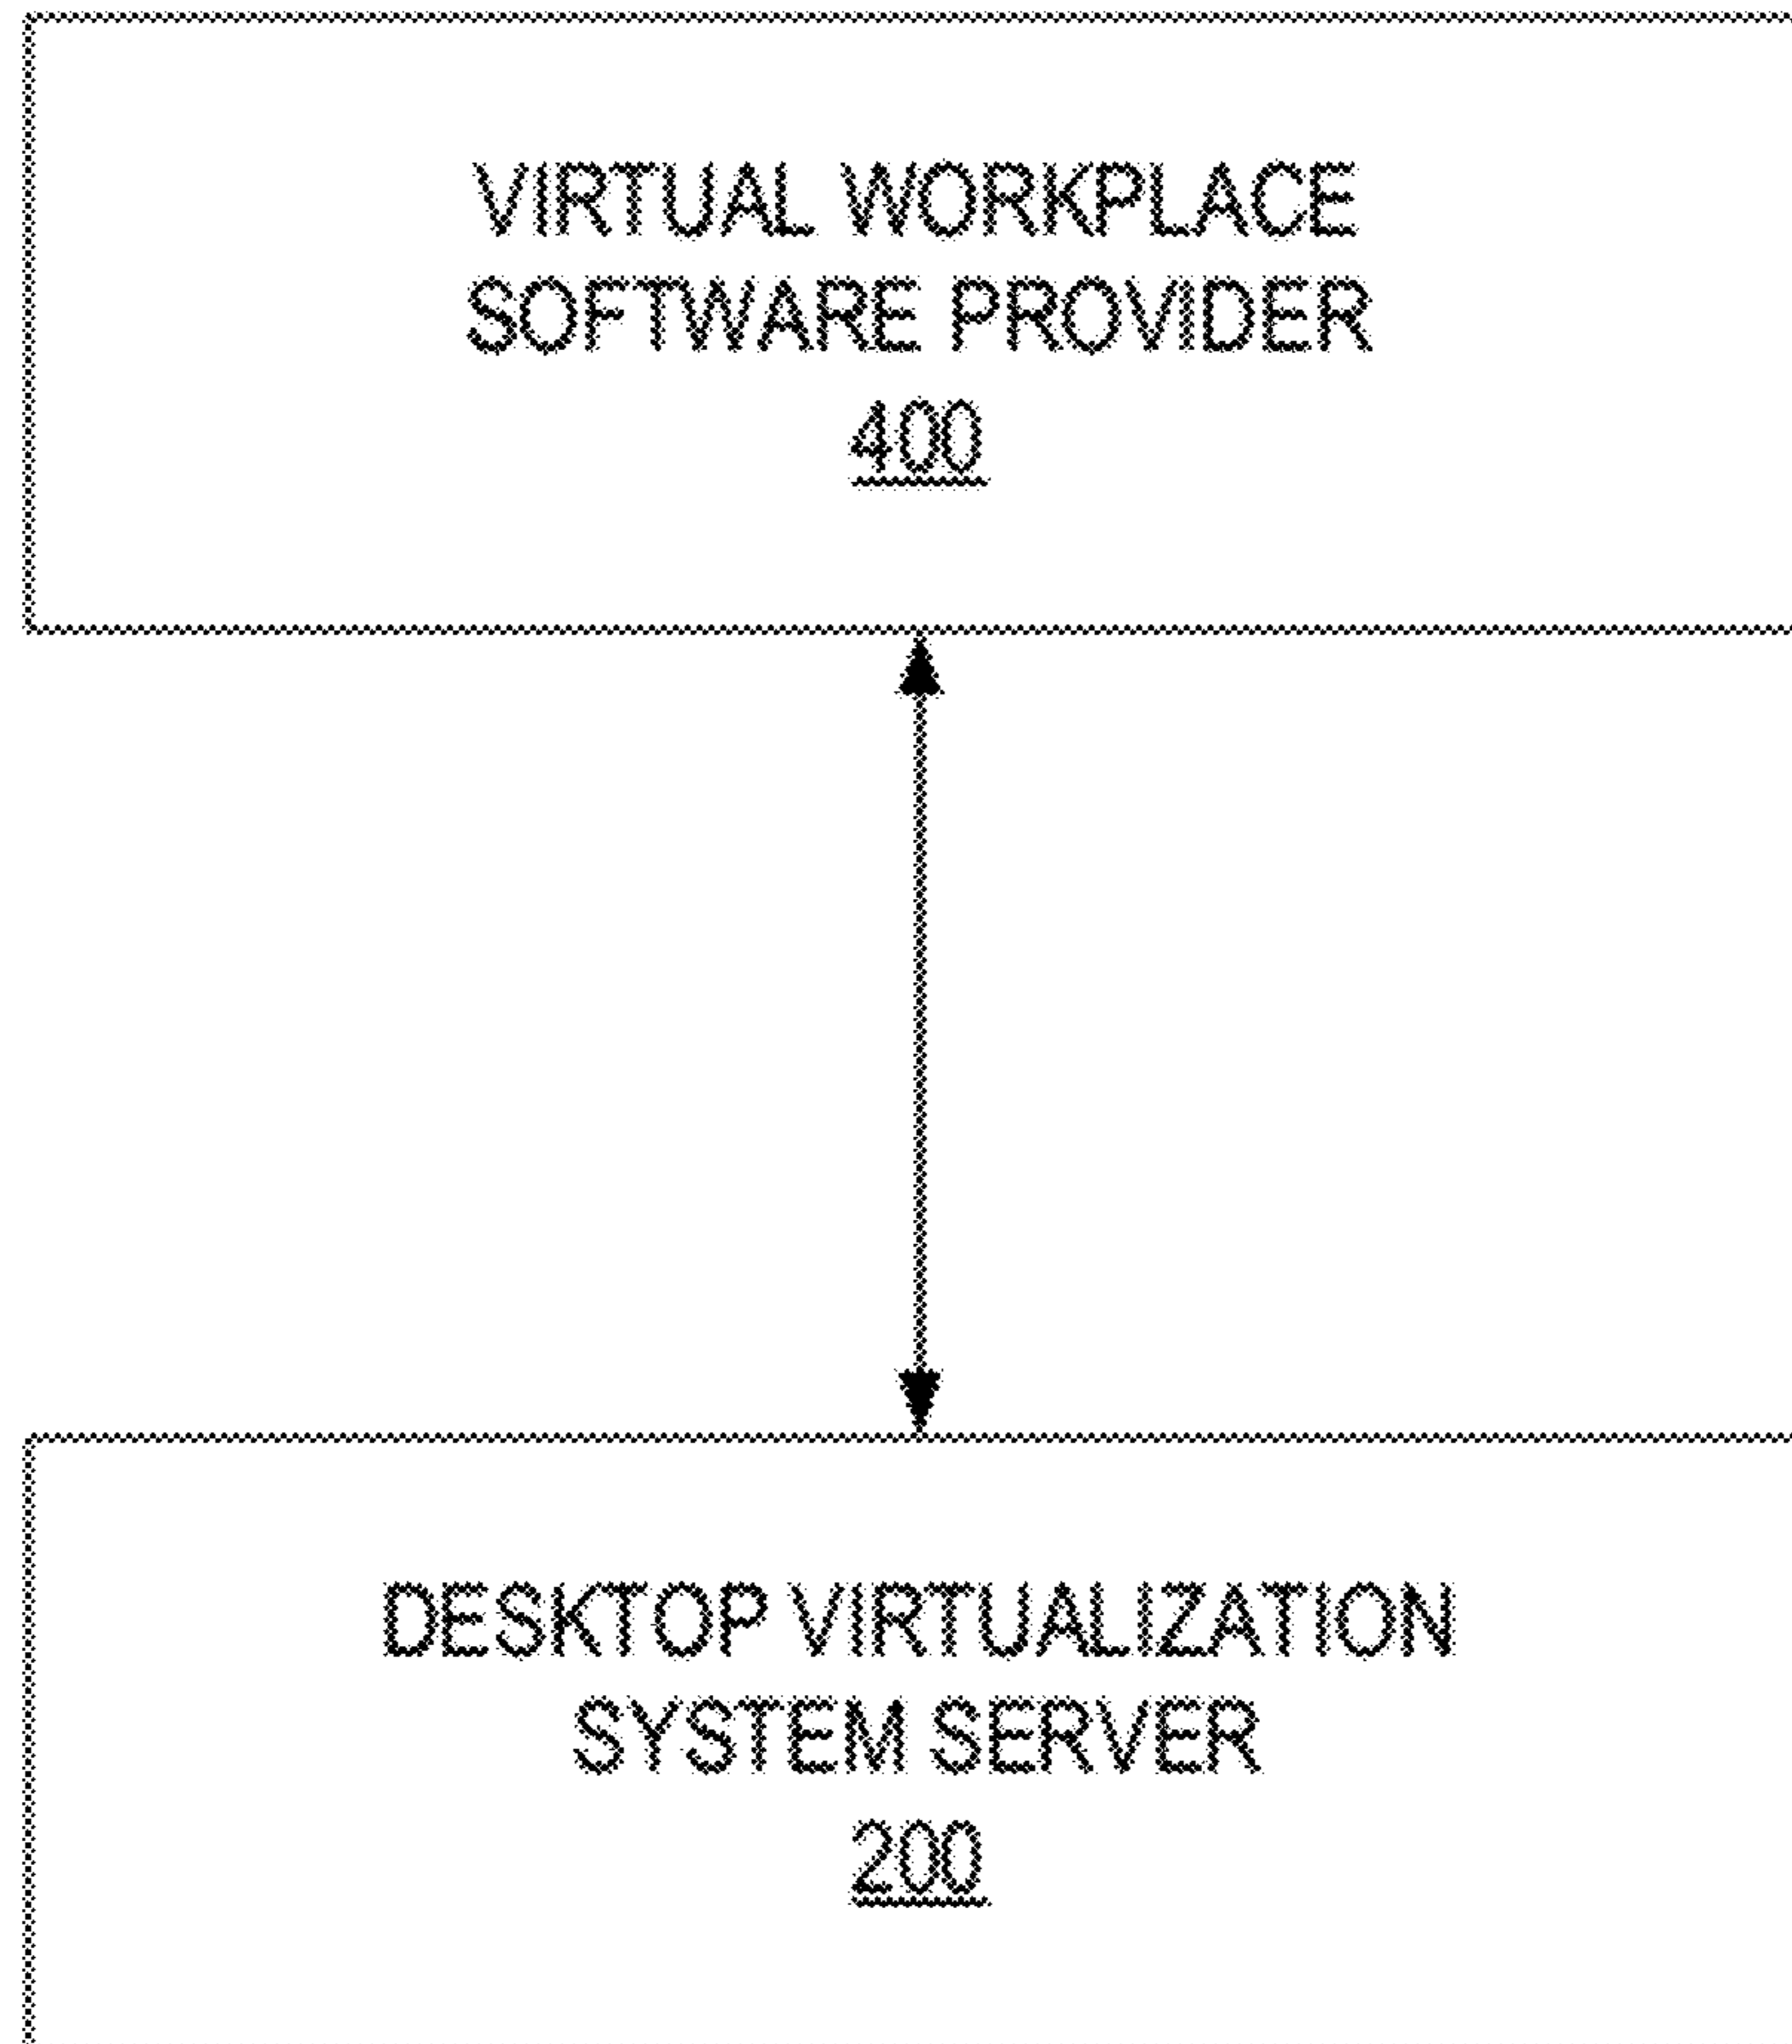 VIRTUAL WORKPLACE
SOFTWARE PROVIDER
400
DESKTOP VIRTUALIZATION
SYSTEM SERVER
200